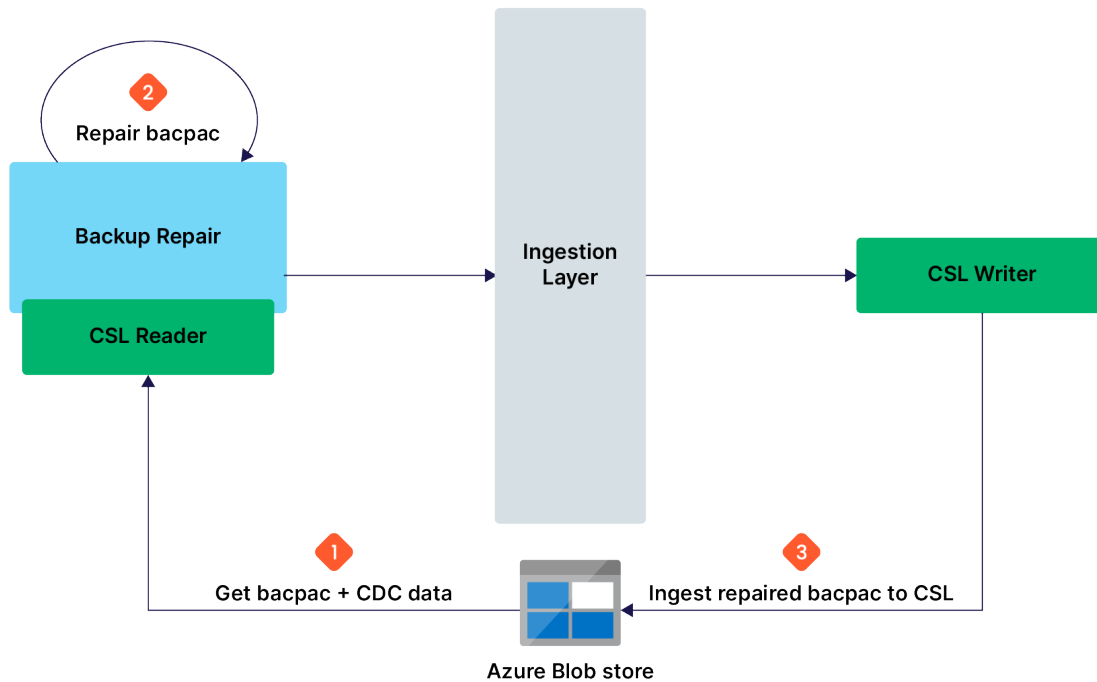 2
Repair bacpac
Backup Repair
CSL Reader
Ingestion
Layer
CSL Writer
1
Get bacpac + CDC data
3
Ingest repaired bacpac to CSL
Azure Blob store